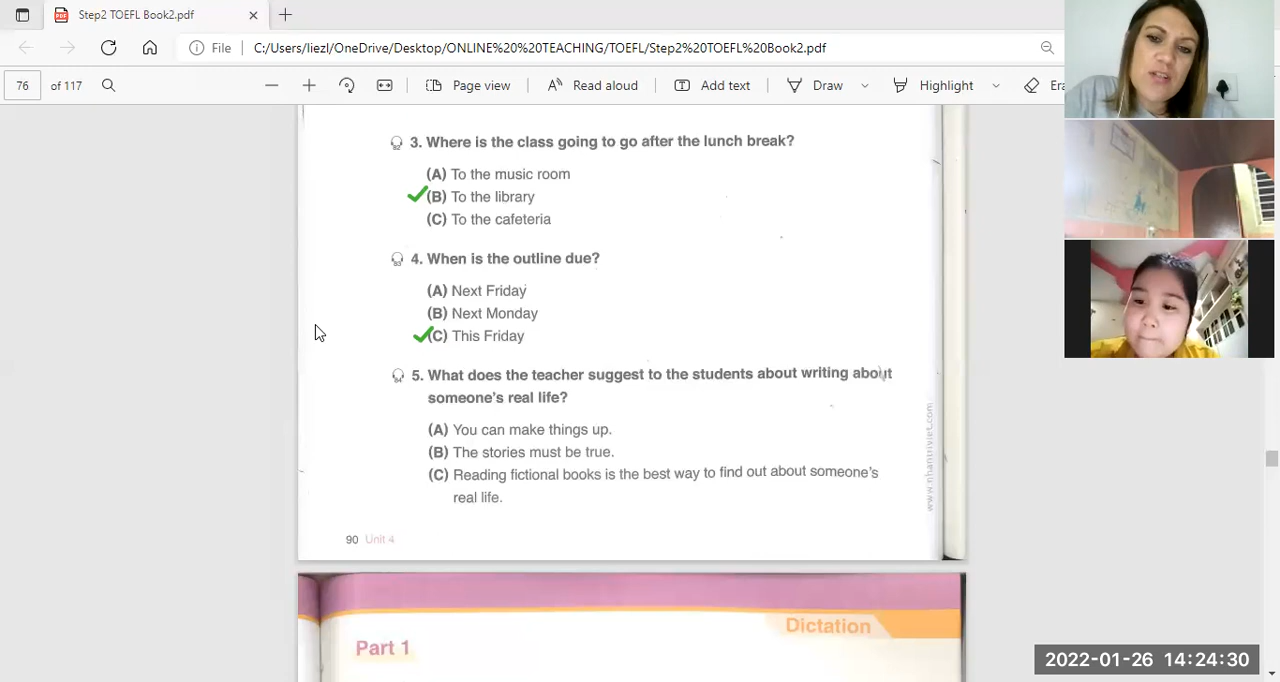 Step2 TOEFL Book2.pdf
File
C:/Users/liezl/OneDrive/Desktop/ONLINE%20%20TEACHING/TOEFL/Step2%20TOEFL%20Book2.pdf
76 of 117
Page view
Read aloud
Add text
Draw
Highlight
Era
3. Where is the class going to go after the lunch break?
(A) To the music room
(B) To the library
(C) To the cafeteria
4. When is the outline due?
(A) Next Friday
(B) Next Monday
(C) This Friday
5. What does the teacher suggest to the students about writing about
someone's real life?
(A) You can make things up.
(B) The stories must be true.
(C) Reading fictional books is the best way to find out about someone's
real life.
www.nhantriviet.com
90 Unit 4
Dictation
Part 1
2022-01-26 14:24:30